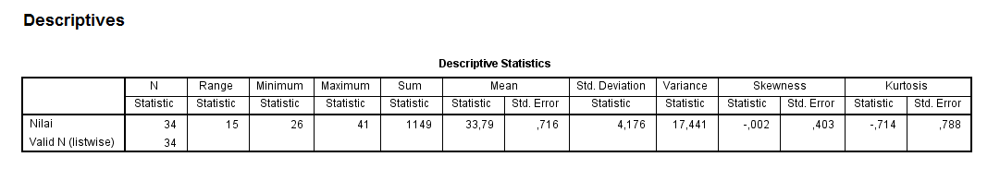 Descriptives
Descriptive Statistics
N Range Minimum Maximum Sum Mean Std. Deviation Variance Skewness Kurtosis
Statistic Statistic Statistic Statistic Statistic Statistic Std. Error Statistic Statistic Statistic Std. Error Statistic Std. Error
Nilai 34 15 26 41 1149 33,79 ,716 4,176 17,441 -,002 ,403 -,714 ,788
Valid N (listwise) 34